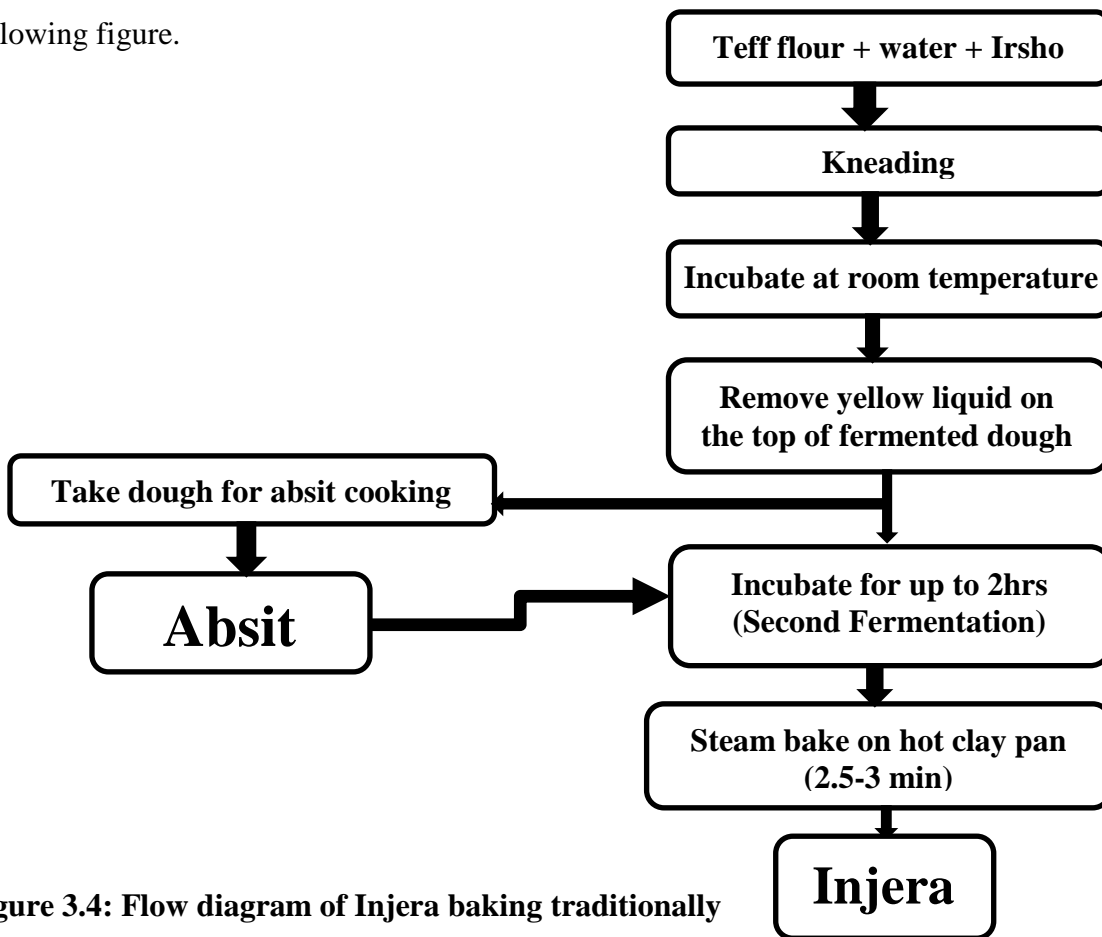 lowing figure.
Teff flour + water + Irsho
Kneading
Incubate at room temperature
Remove yellow liquid on
the top of fermented dough
Take dough for absit cooking
Absit
Incubate for up to 2hrs
(Second Fermentation)
Steam bake on hot clay pan
(2.5-3 min)
Injera
gure 3.4: Flow diagram of Injera baking traditionally